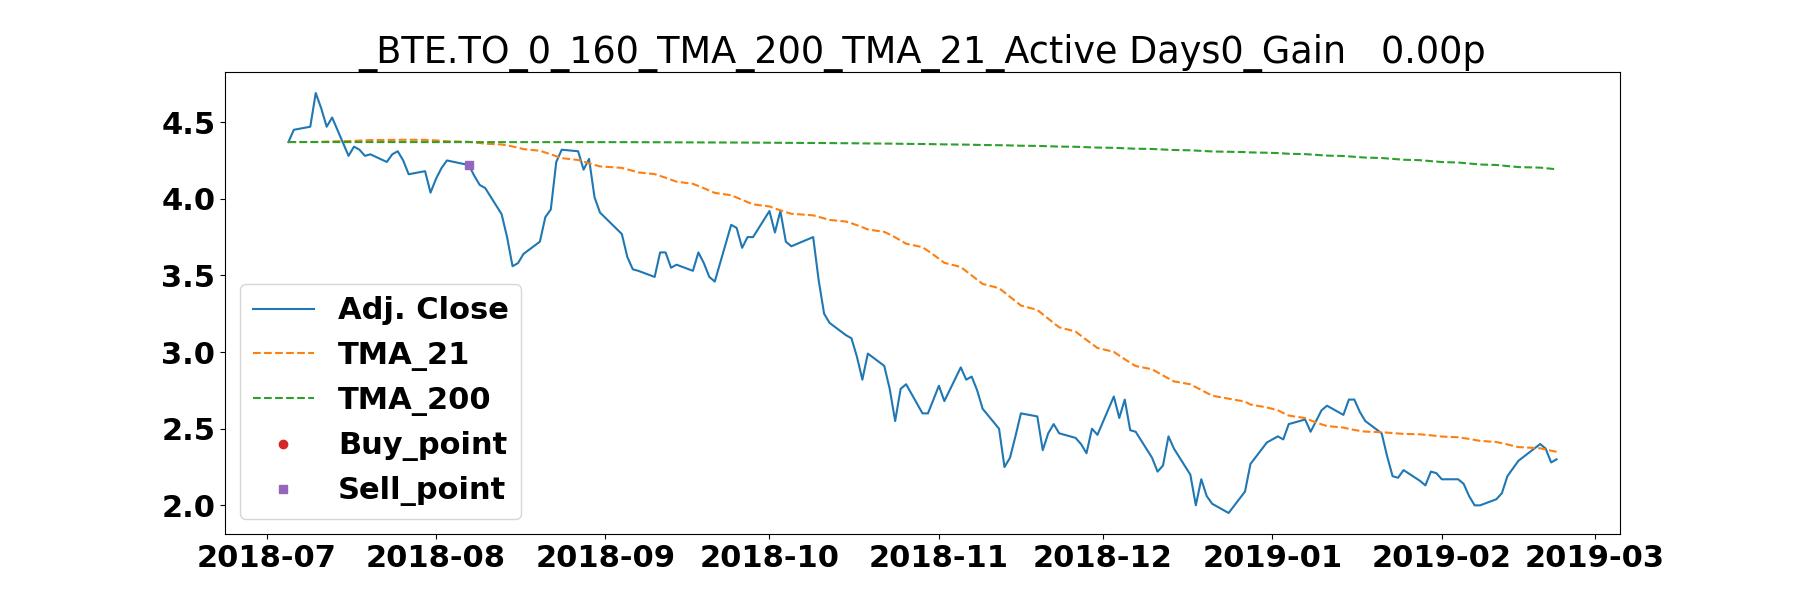 _BTE.TO_0_160_TMA_200_TMA_21_Active Days0_Gain   0.00p
4.5
4.0
3.5
3.0
2.5
2.0
Adj. Close
TMA_21
TMA_200
Buy_point
Sell_point
2018-07 2018-08 2018-09 2018-10 2018-11 2018-12 2019-01 2019-02 2019-03